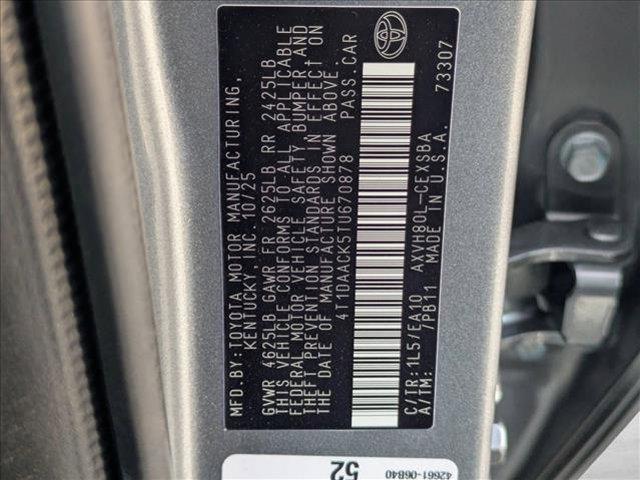 MFD.BY: TOYOTA MOTOR MANUFACTURING,
KENTUCKY, INC. 10/25
GVWR 4625LB GAWR FR 2625LB RR 2425LB
THIS VEHICLE CONFORMS TO ALL APPLICABLE
FEDERAL MOTOR VEHICLE SAFETY, BUMPER, AND
THEFT PREVENTION STANDARDS IN EFFECT ON
THE DATE OF MANUFACTURE SHOWN ABOVE.
4T1DAACK5TU670878 PASS.CAR
C/TR:1L5/EA10 AXVH80L-CEXSBA
A/TM: /PB11 MADE IN U.S.A. 73307
52
42661-06B40